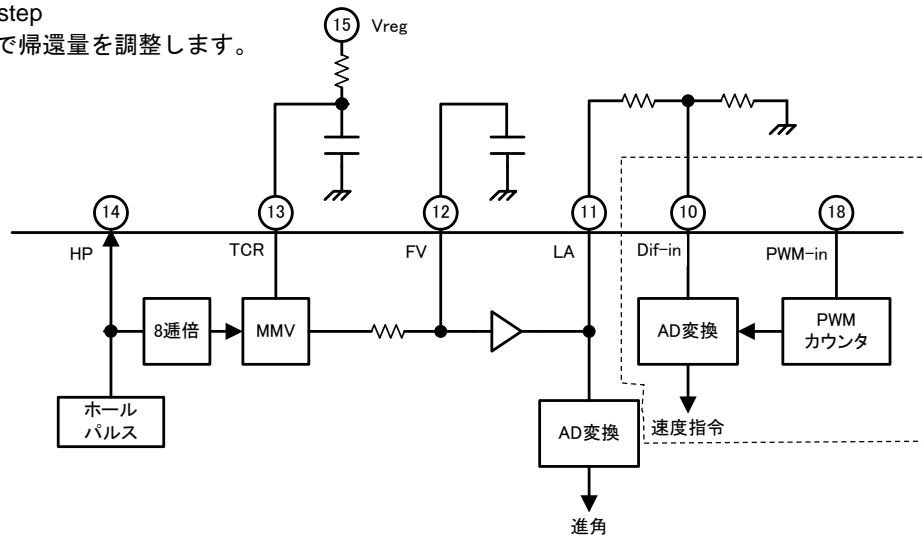 step
で帰還量を調整します。
15 Vreg
14
13
12
11
10
18
HP
TCR
FV
LA
Dif-in
PWM-in
8逓倍
MMV
AD変換
PWM
カウンタ
ホール
パルス
AD変換
速度指令
進角